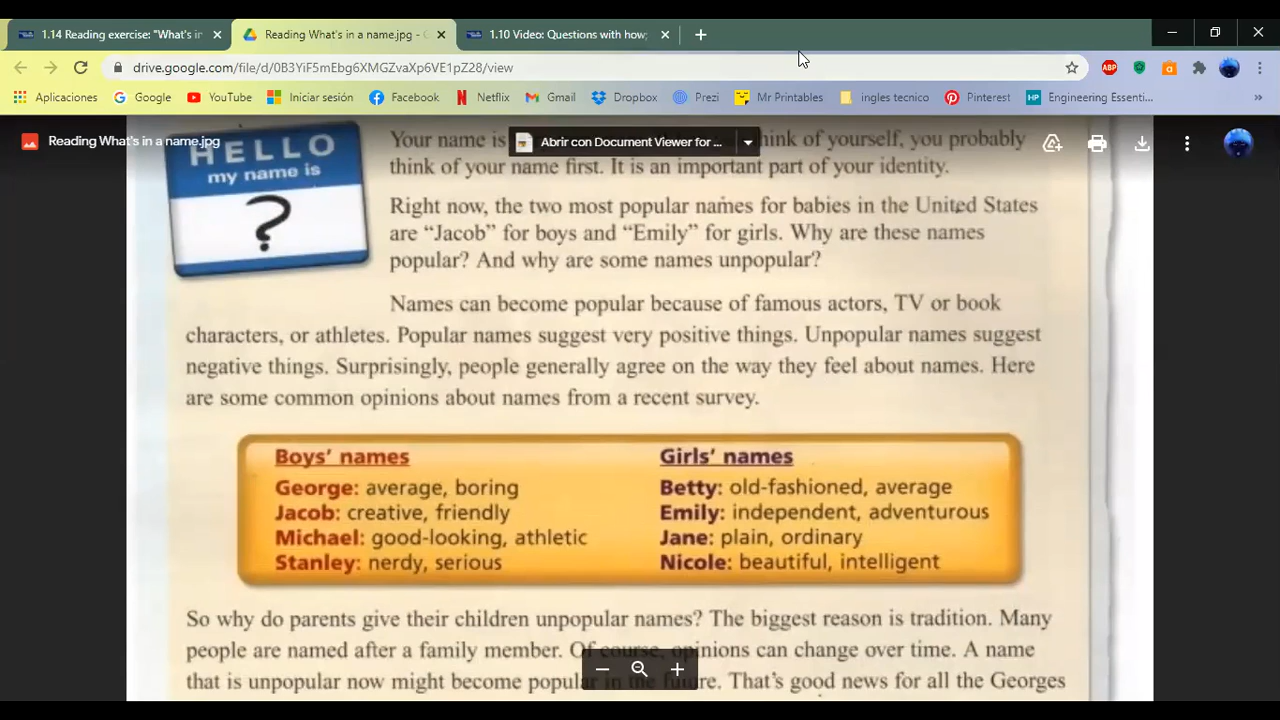 1.14 Reading exercise: "What's in
Reading What's in a name.jpg -
1.10 Video: Questions with how;
drive.google.com/file/d/0B3YiF5mEbg6XMGZvaXp6VE1pZ28/view
ABP
Aplicaciones
Google
YouTube
Iniciar sesión
Facebook
Netflix
Gmail
Dropbox
Prezi
Mr Printables
ingles tecnico
Pinterest
HP
Engineering Essenti...
Reading What's in a name.jpg
Abrir con Document Viewer for ...
HELLO
my name is
?
Your name is think of yourself, you probably
think of your name first. It is an important part of your identity.
Right now, the two most popular names for babies in the United States
are “Jacob” for boys and “Emily” for girls. Why are these names
popular? And why are some names unpopular?
Names can become popular because of famous actors, TV or book
characters, or athletes. Popular names suggest very positive things. Unpopular names suggest
negative things. Surprisingly, people generally agree on the way they feel about names. Here
are some common opinions about names from a recent survey.
Boys’ names
George: average, boring
Jacob: creative, friendly
Michael: good-looking, athletic
Stanley: nerdy, serious
Girls’ names
Betty: old-fashioned, average
Emily: independent, adventurous
Jane: plain, ordinary
Nicole: beautiful, intelligent
So why do parents give their children unpopular names? The biggest reason is tradition. Many
people are named after a family member. Of course, opinions can change over time. A name
that is unpopular now might become popular in the future. That’s good news for all the Georges